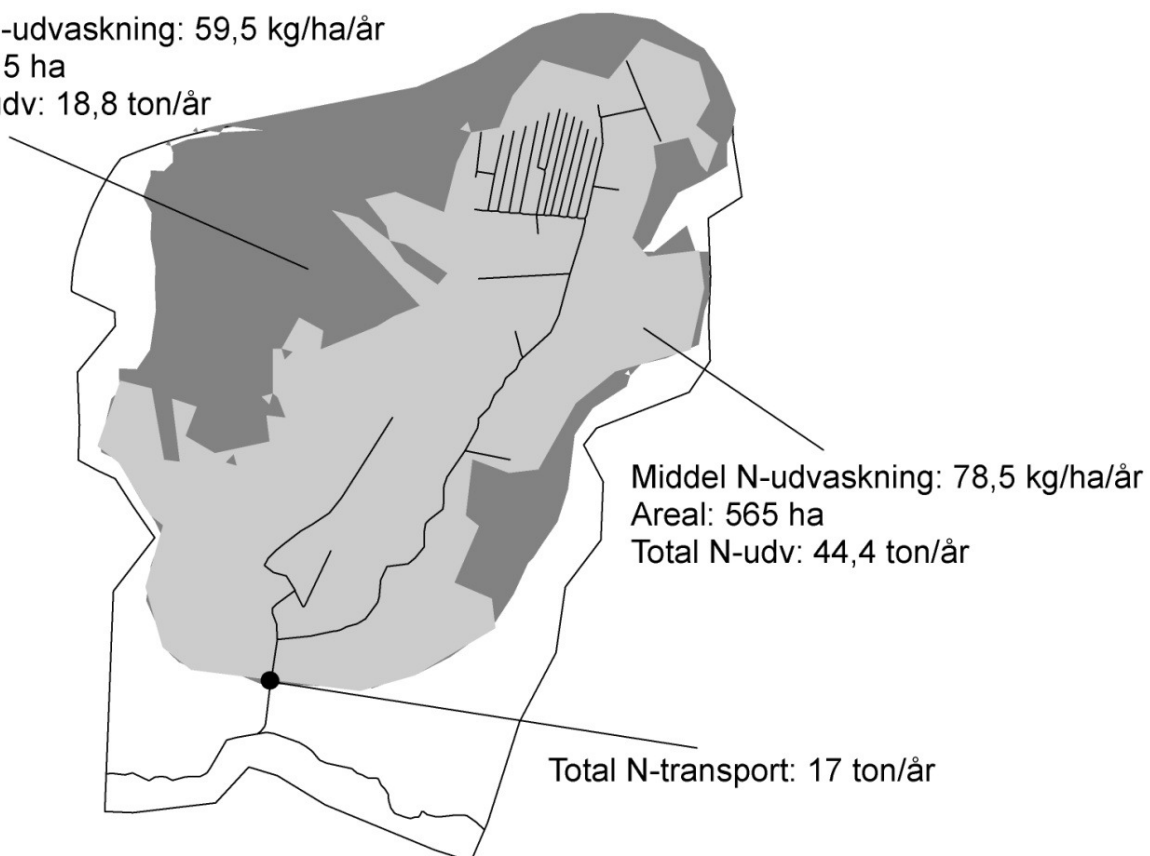 -udvaskning: 59,5 kg/ha/år
5 ha
udv: 18,8 ton/år
Middel N-udvaskning: 78,5 kg/ha/år
Areal: 565 ha
Total N-udv: 44,4 ton/år
Total N-transport: 17 ton/år